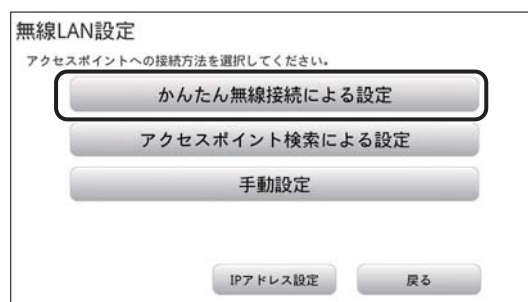 無線LAN設定
アクセスポイントへの接続方法を選択してください。
かんたん無線接続による設定
アクセスポイント検索による設定
手動設定
IPアドレス設定 戻る